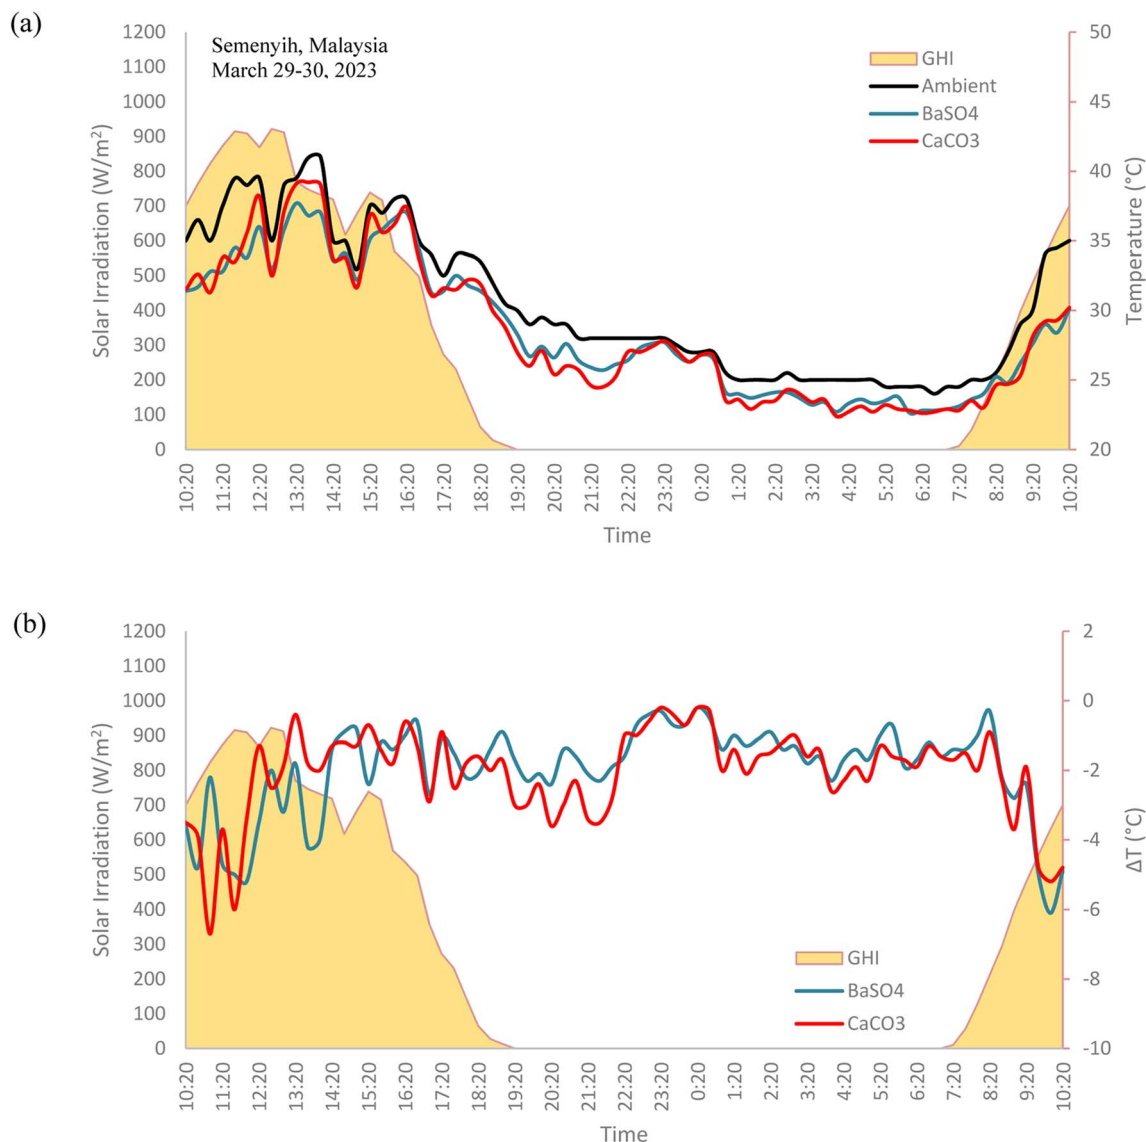 (a)
1200
1100
1000
900
800
700
600
500
400
300
200
100
0
Solar Irradiation (W/m²)
Semenyih, Malaysia
March 29-30, 2023
GHI
Ambient
BaSO4
CaCO3
50
45
40
35
30
25
20
Temperature (°C)
10:20 11:20 12:20 13:20 14:20 15:20 16:20 17:20 18:20 19:20 20:20 21:20 22:20 23:20 0:20 1:20 2:20 3:20 4:20 5:20 6:20 7:20 8:20 9:20 10:20
Time
(b)
1200
1100
1000
900
800
700
600
500
400
300
200
100
0
Solar Irradiation (W/m²)
GHI
BaSO4
CaCO3
2
0
-2
-4
-6
-8
-10
ΔT (°C)
10:20 11:20 12:20 13:20 14:20 15:20 16:20 17:20 18:20 19:20 20:20 21:20 22:20 23:20 0:20 1:20 2:20 3:20 4:20 5:20 6:20 7:20 8:20 9:20 10:20
Time